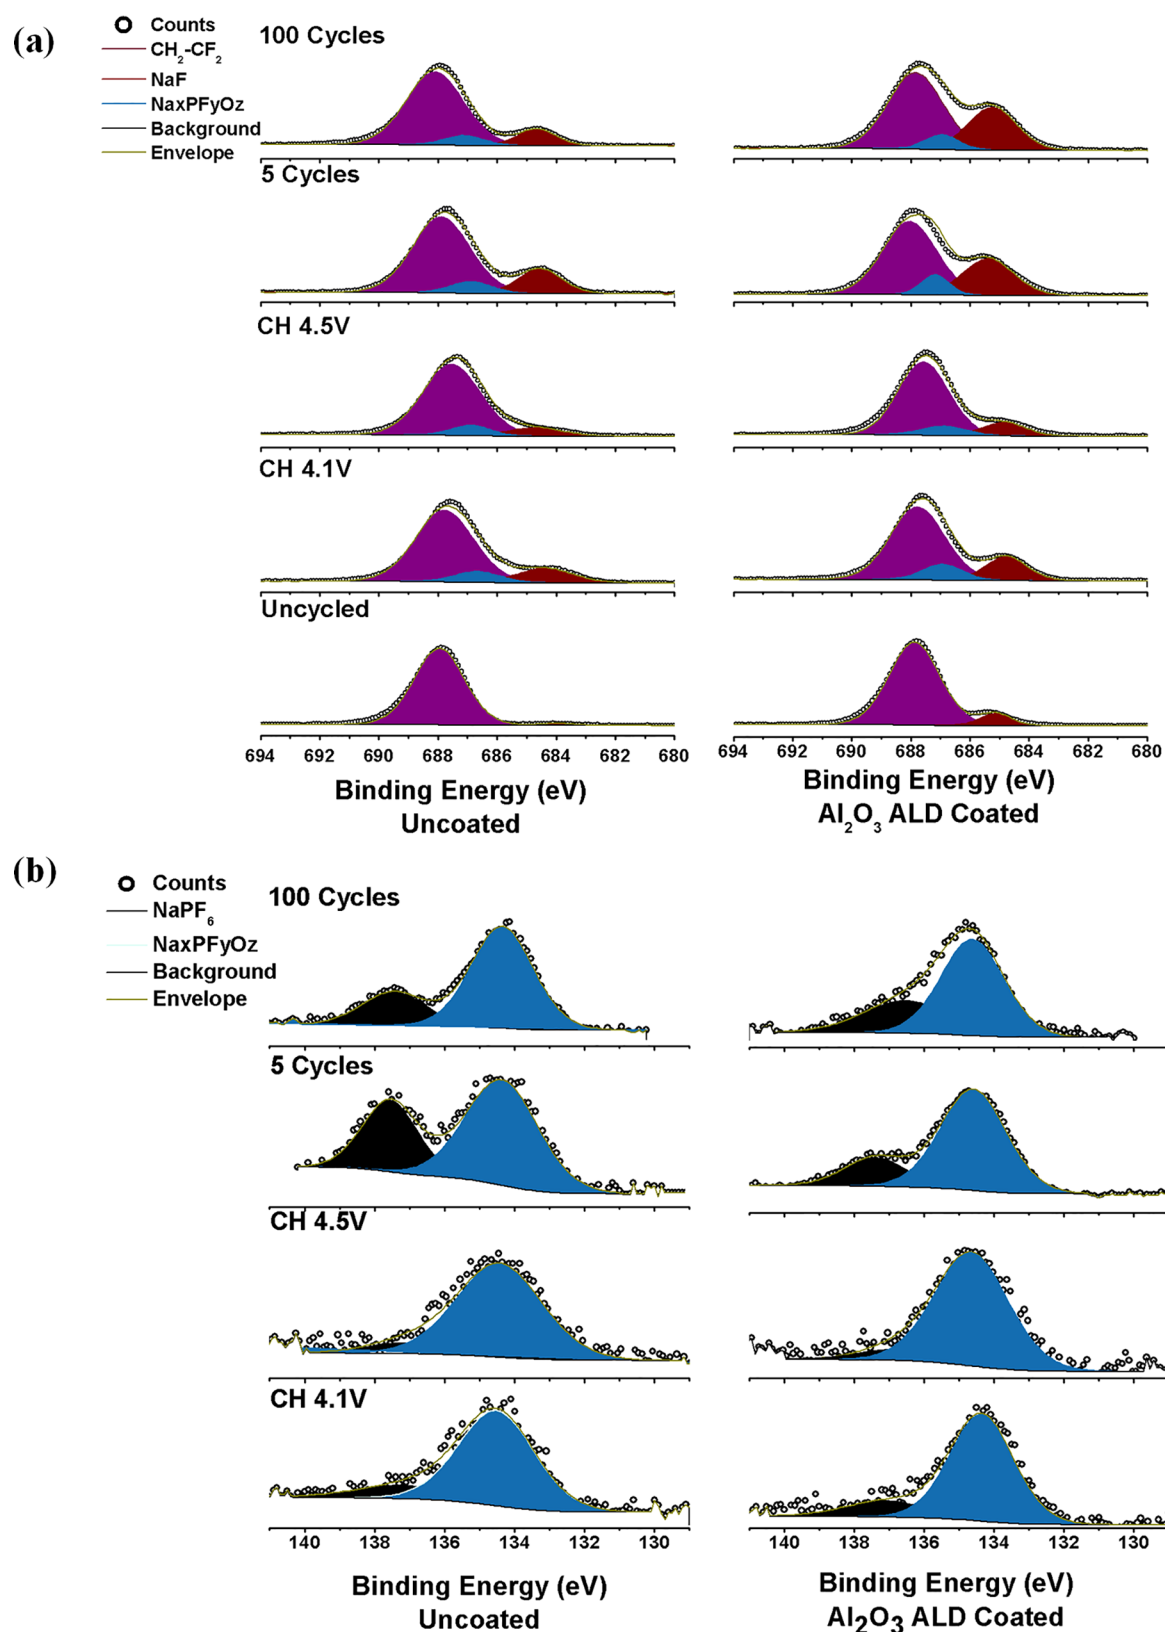 (a)
Counts
CH2-CF2
NaF
NaxPFyOz
Background
Envelope
100 Cycles
5 Cycles
CH 4.5V
CH 4.1V
Uncycled
694 692 690 688 686 684 682 680
694 692 690 688 686 684 682 680
Binding Energy (eV)
Uncoated
Binding Energy (eV)
Al2O3 ALD Coated
(b)
Counts
NaPF6
NaxPFyOz
Background
Envelope
100 Cycles
5 Cycles
CH 4.5V
CH 4.1V
140 138 136 134 132 130
140 138 136 134 132 130
Binding Energy (eV)
Uncoated
Binding Energy (eV)
Al2O3 ALD Coated